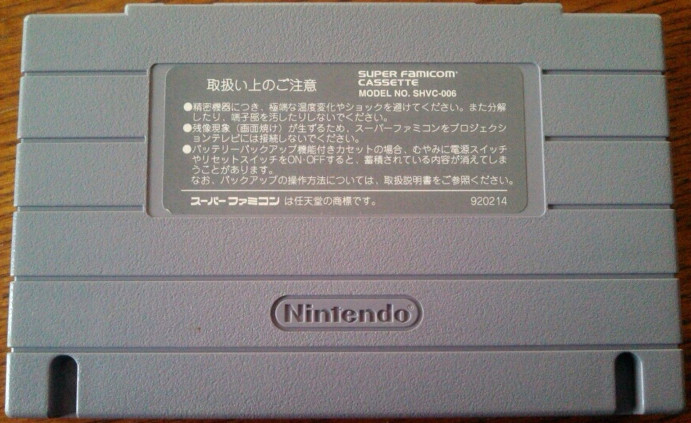 取扱い上のご注意
SUPER FAMICOM
CASSETTE
MODEL NO. SHVC-006
●精密機器につき、極端な温度変化やショックを避けてください。また分解
したり、端子部を汚したりしないでください。
●残像現象（画面焼け）が生ずるため、スーパーファミコンをプロジェクシ
ョンテレビには接続しないでください。
●バッテリーバックアップ機能付きカセットの場合、むやみに電源スイッチ
やリセットスイッチをON・OFFすると、蓄積されている内容が消えてしま
うことがあります。
なお、バックアップの操作方法については、取扱説明書をご参照ください。
スーパーファミコンは任天堂の商標です。
920214
Nintendo